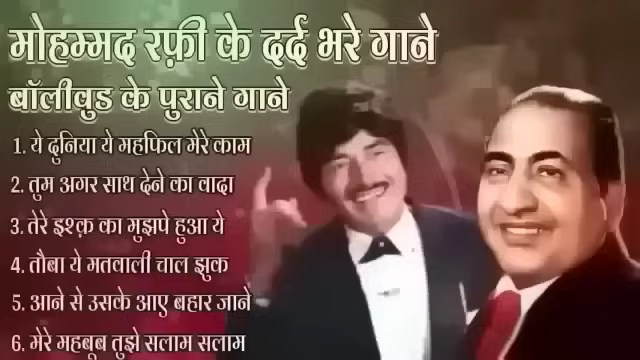 मोहम्मद रफ़ी के दर्द भरे गाने
बॉलीवुड के पुराने गाने
1. ये दुनिया ये महफिल मेरे काम
2. तुम अगर साथ देने का वादा
3. तेरे इश्क़ का मुझपे हुआ ये
4. तौबा ये मतवाली चाल झुक
5. आने से उसके आए बहार जाने
6. मेरे महबूब तुझे सलाम सलाम